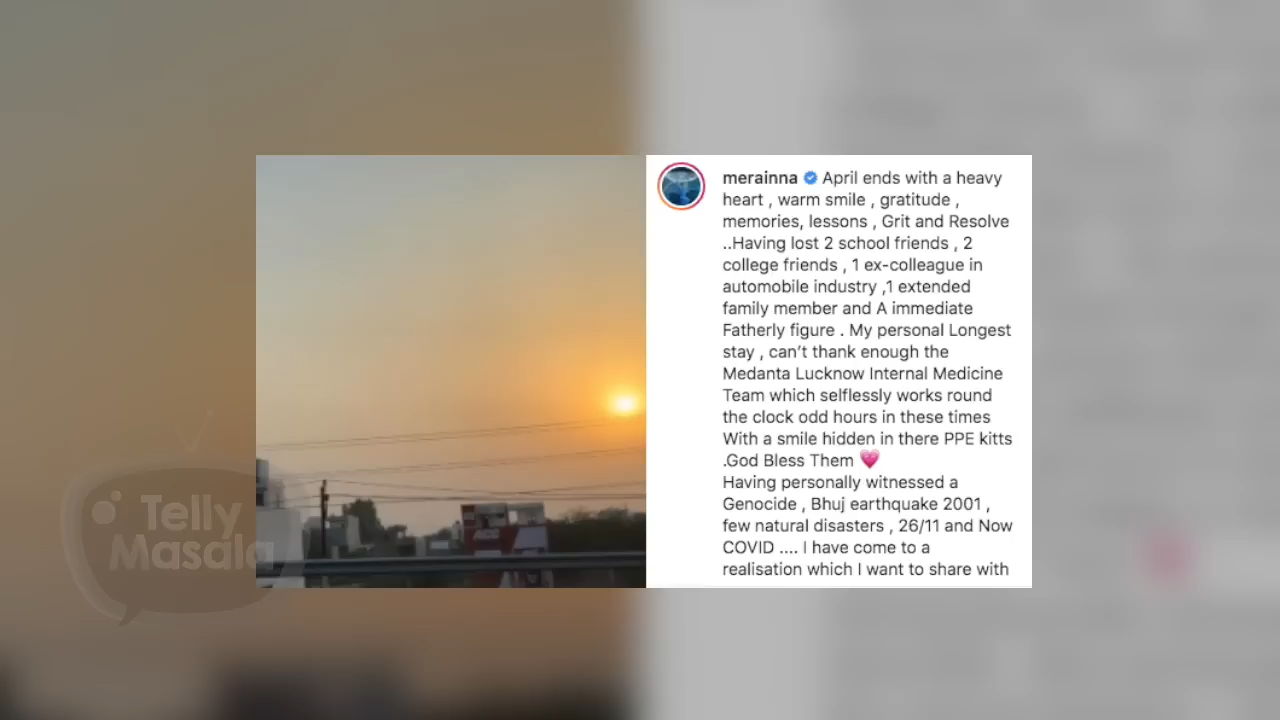 merainna April ends with a heavy
heart , warm smile , gratitude ,
memories, lessons , Grit and Resolve
..Having lost 2 school friends , 2
college friends , 1 ex-colleague in
automobile industry ,1 extended
family member and A immediate
Fatherly figure . My personal Longest
stay , can’t thank enough the
Medanta Lucknow Internal Medicine
Team which selflessly works round
the clock odd hours in these times
With a smile hidden in there PPE kitts
.God Bless Them 💗
Having personally witnessed a
Genocide , Bhuj earthquake 2001 ,
few natural disasters , 26/11 and Now
COVID .... I have come to a
realisation which I want to share with
Telly
Masala